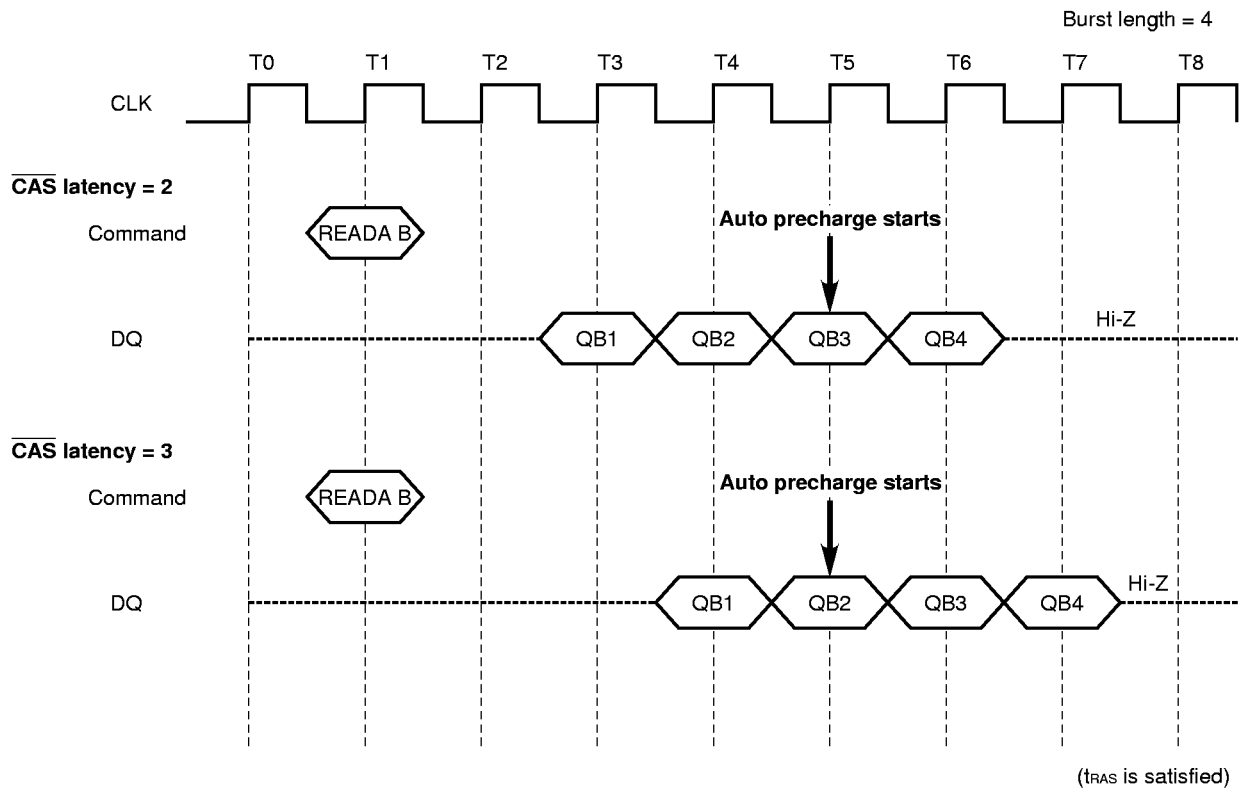 Burst length = 4
T0 T1 T2 T3 T4 T5 T6 T7 T8
CLK
CAS latency = 2
Command READA B
Auto precharge starts
DQ QB1 QB2 QB3 QB4 Hi-Z
CAS latency = 3
Command READA B
Auto precharge starts
DQ QB1 QB2 QB3 QB4 Hi-Z
(tRAS is satisfied)